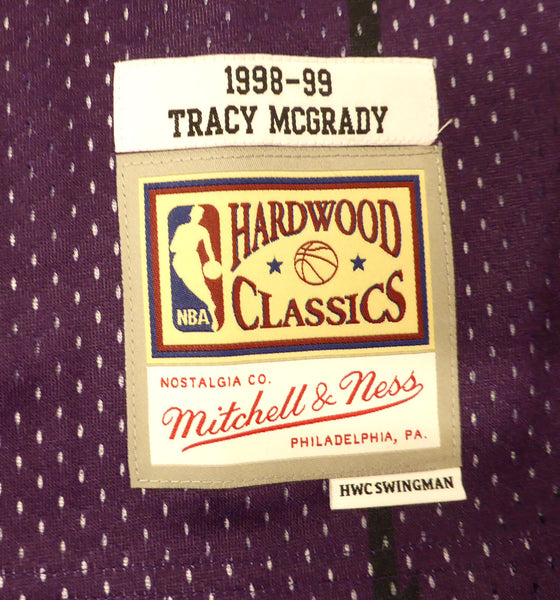 1998-99
TRACY MCGRADY
HARDWOOD
CLASSICS
NBA
NOSTALGIA CO.
Mitchell & Ness
PHILADELPHIA, PA.
HWC SWINGMAN